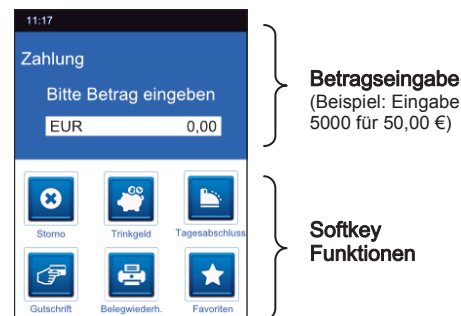 11:17
Zahlung
Bitte Betrag eingeben
EUR 0,00
Storno Trinkgeld Tagesabschluss
Gutschrift Belegwiederh. Favoriten
Betragseingabe
(Beispiel: Eingabe
5000 für 50,00 €)
Softkey
Funktionen